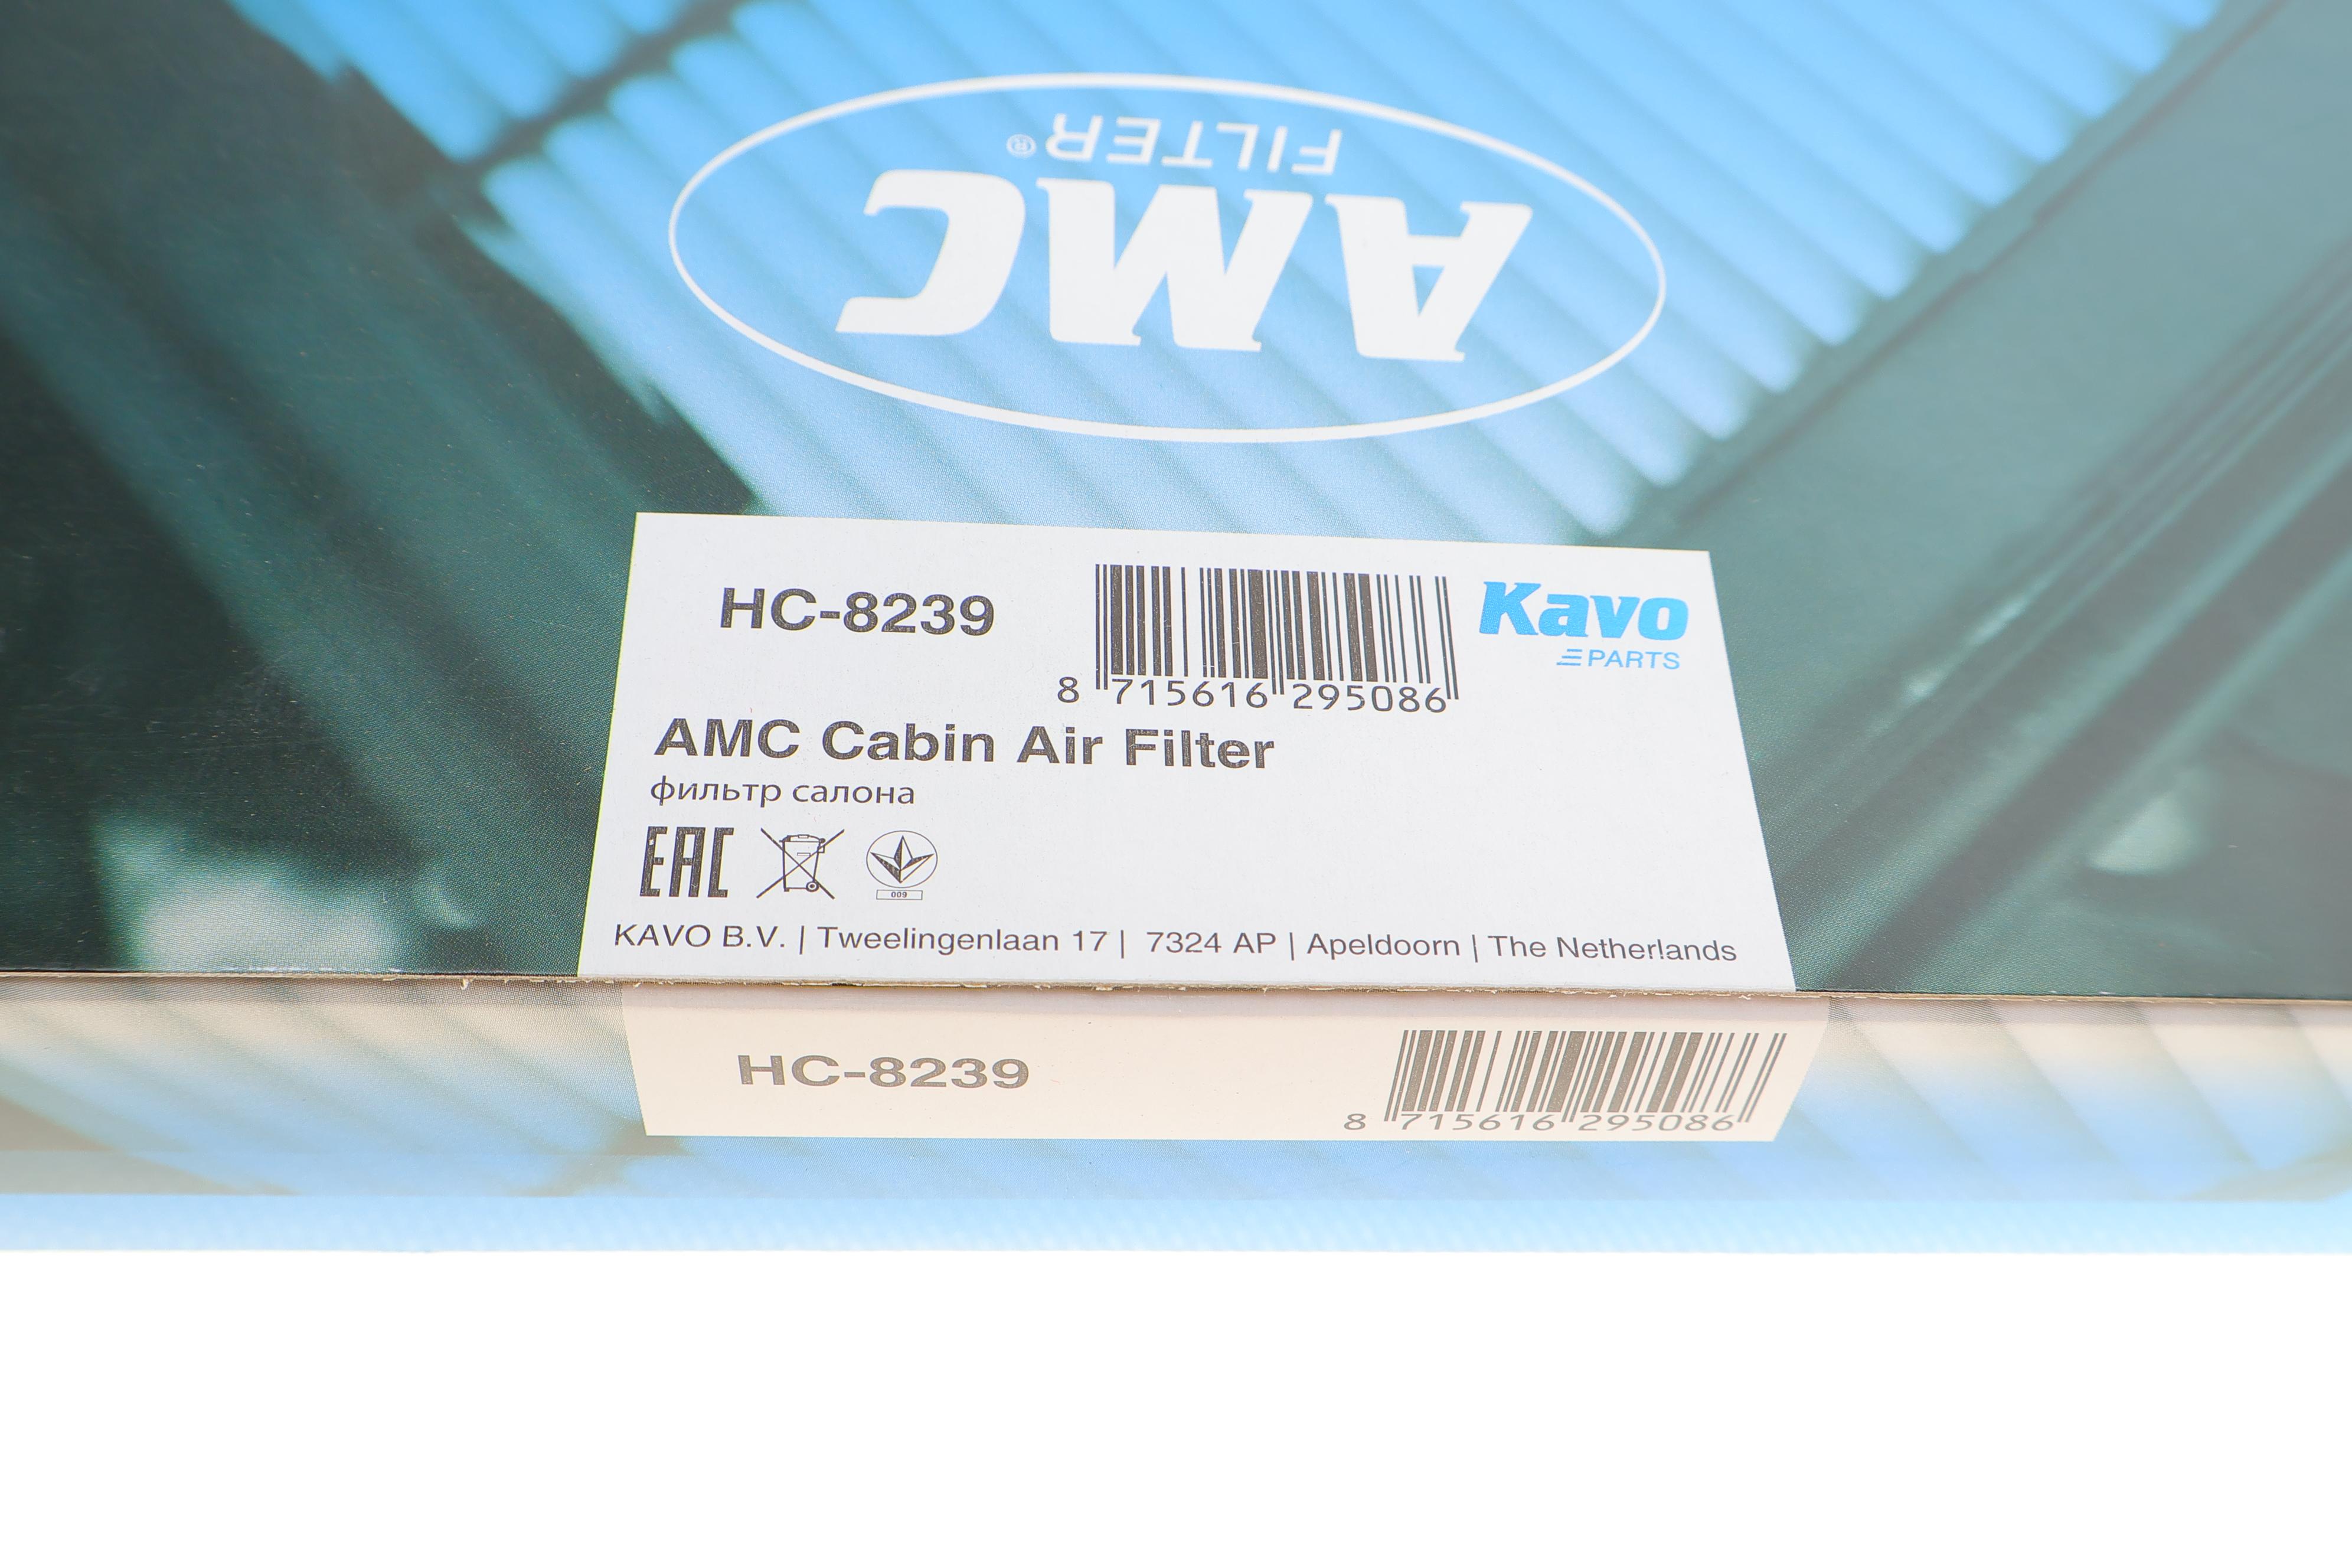 AMC
FILTER®
HC-8239
8 715616 295086
Kavo
PARTS
AMC Cabin Air Filter
фильтр салона
EAC
009
KAVO B.V. | Tweelingenlaan 17 | 7324 AP | Apeldoorn | The Netherlands
HC-8239
8 715616 295086